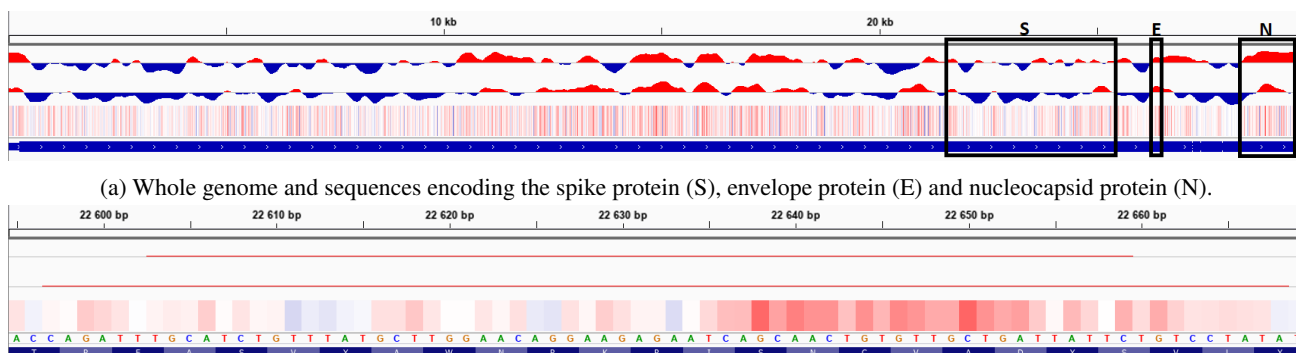 10 kb 20 kb
S E N
(a) Whole genome and sequences encoding the spike protein (S), envelope protein (E) and nucleocapsid protein (N).
22 600 bp 22 610 bp 22 620 bp 22 630 bp 22 640 bp 22 650 bp 22 660 bp
A C C A G A T T T G C A T C T G T T T A T G C T T G G A A C A G G A A G A G A A T C A G C A A C T G T G T T G C T G A T T A T T C T G T C C T A T A